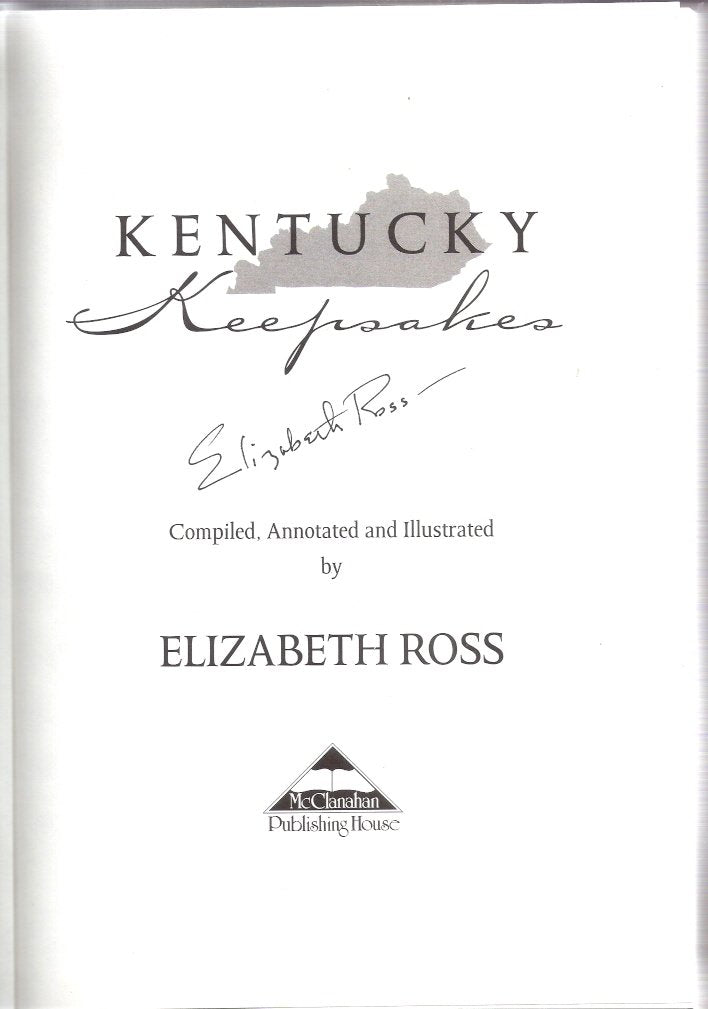 KENTUCKY
Keepsakes
Elizabeth Ross
Compiled, Annotated and Illustrated
by
ELIZABETH ROSS
McClanahan
Publishing House